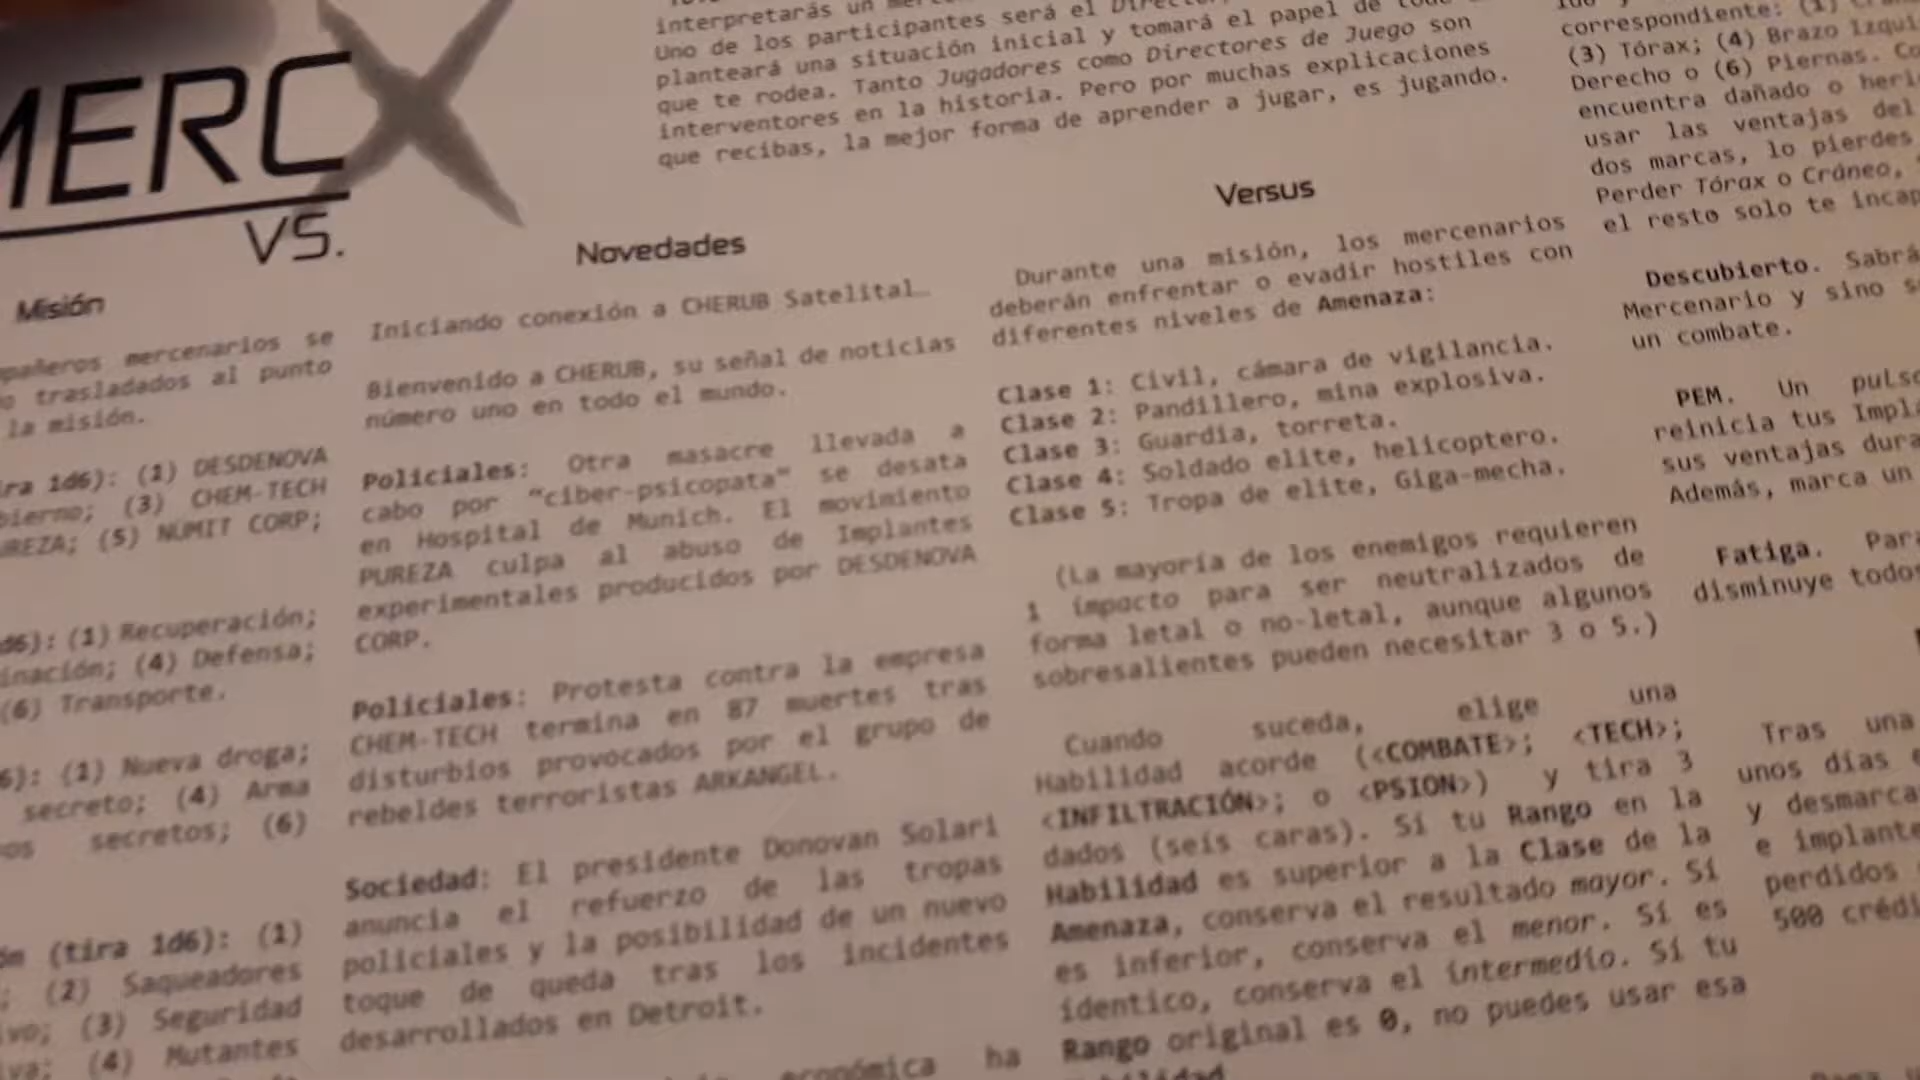 MERCX
VS.
Misión
mercenarios se
trasladados al punto
la misión.
1d6): (1) DESDENOVA
(3) CHEM-TECH
(5) NUMIT CORP;
(1) Recuperación;
(4) Defensa;
(6) Transporte.
(1) Nueva droga;
secreto; (4) Arma
secretos; (6)
(tira 1d6): (1)
(2) Saqueadores
(3) Seguridad
(4) Mutantes
Novedades
Iniciando conexión a CHERUB Satelital…
Bienvenido a CHERUB, su señal de noticias
número uno en todo el mundo.
Policiales: Otra masacre llevada a
cabo por "ciber-psicopata" se desata
en Hospital de Munich. El movimiento
PUREZA culpa al abuso de Implantes
experimentales producidos por DESDENOVA
CORP.
Policiales: Protesta contra la empresa
CHEM-TECH termina en 87 muertes tras
disturbios provocados por el grupo de
rebeldes terroristas ARKANGEL.
Sociedad: El presidente Donovan Solari
anuncia el refuerzo de las tropas
policiales y la posibilidad de un nuevo
toque de queda tras los incidentes
desarrollados en Detroit.
económica ha
interpretarás un
Uno de los participantes será el
planteará una situación inicial y tomará el papel de
que te rodea. Tanto Jugadores como Directores de Juego son
interventores en la historia. Pero por muchas explicaciones
que recibas, la mejor forma de aprender a jugar, es jugando.
Versus
Durante una misión, los mercenarios
deberán enfrentar o evadir hostiles con
diferentes niveles de Amenaza:
Clase 1: Civil, cámara de vigilancia.
Clase 2: Pandillero, mina explosiva.
Clase 3: Guardia, torreta.
Clase 4: Soldado elite, helicoptero.
Clase 5: Tropa de elite, Giga-mecha.
(La mayoría de los enemigos requieren
1 impacto para ser neutralizados de
forma letal o no-letal, aunque algunos
sobresalientes pueden necesitar 3 o 5.)
Cuando suceda, elige una
Habilidad acorde (<COMBATE>; <TECH>;
<INFILTRACIÓN>; o <PSION>) y tira 3
dados (seis caras). Sí tu Rango en la
Habilidad es superior a la Clase de la
Amenaza, conserva el resultado mayor. Sí
es inferior, conserva el menor. Sí es
identico, conserva el intermedio. Sí tu
Rango original es 0, no puedes usar esa
correspondiente: (1)
(3) Tórax; (4) Brazo
Derecho o (6) Piernas.
encuentra dañado o
usar las ventajas del
dos marcas, lo pierdes
Perder Tórax o Cráneo,
el resto solo te
Descubierto. Sabrá
Mercenario y sino
un combate.
PEM. Un
reinicia tus
sus ventajas
Además, marca un
Fatiga.
disminuye
Tras una
unos días
y
e
perdidos
500